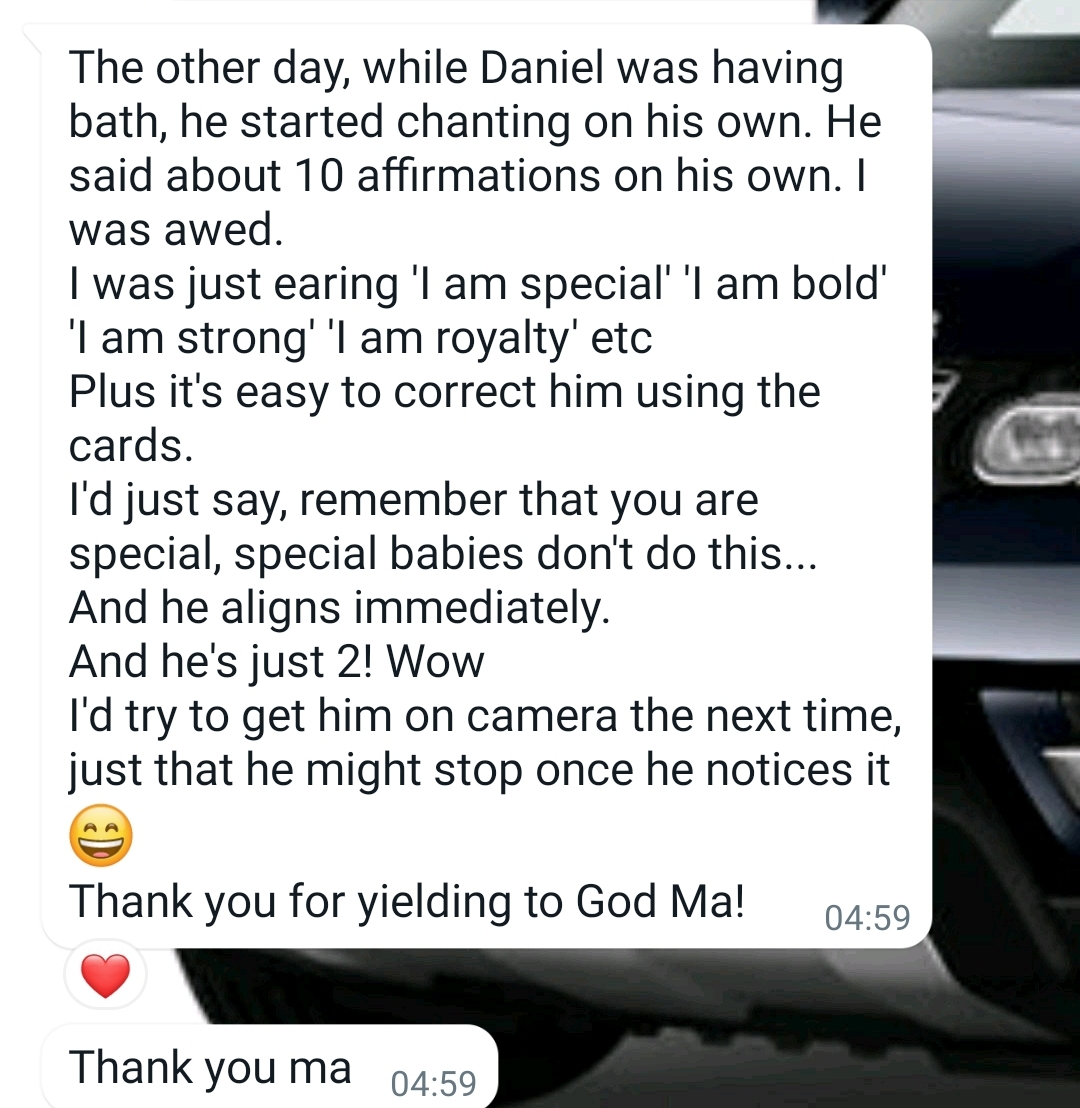 The other day, while Daniel was having
bath, he started chanting on his own. He
said about 10 affirmations on his own. I
was awed.
I was just earing 'I am special' 'I am bold'
'I am strong' 'I am royalty' etc
Plus it's easy to correct him using the
cards.
I'd just say, remember that you are
special, special babies don't do this...
And he aligns immediately.
And he's just 2! Wow
I'd try to get him on camera the next time,
just that he might stop once he notices it
😄
Thank you for yielding to God Ma! 04:59
❤️
Thank you ma 04:59